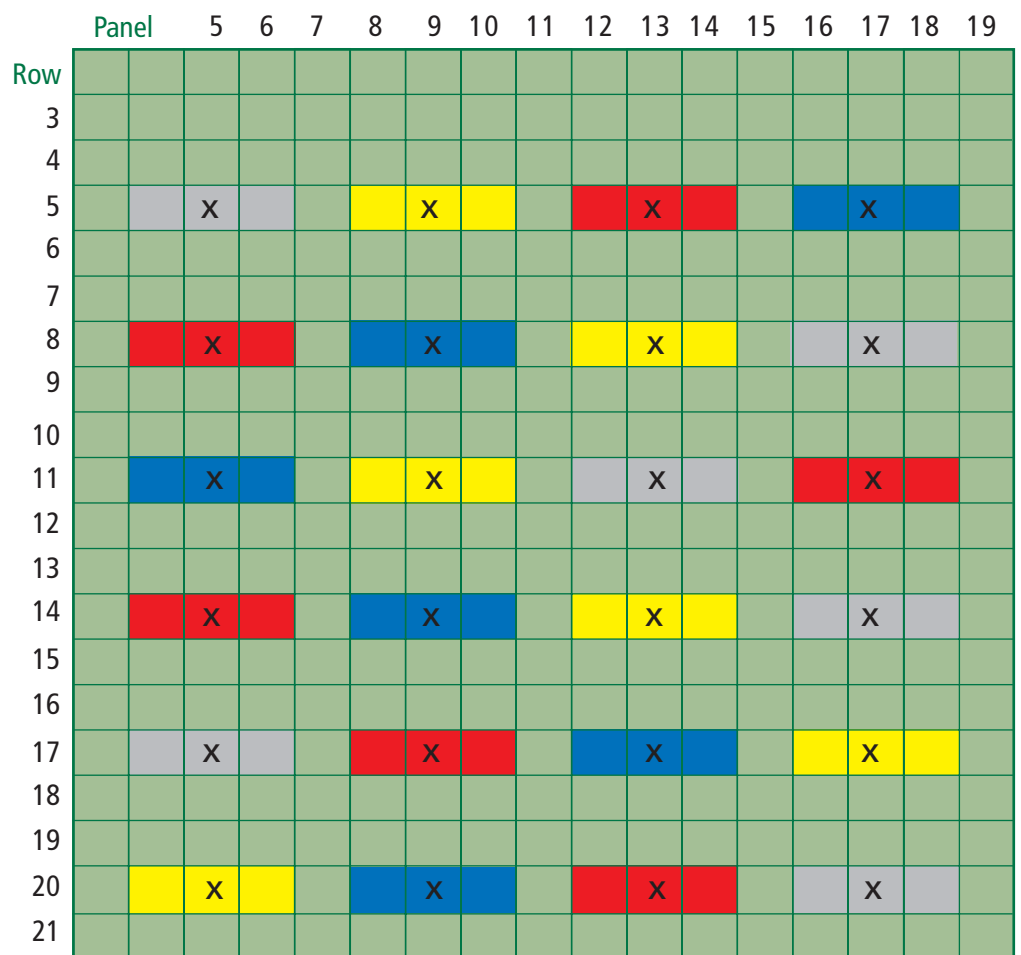 Panel 5 6 7 8 9 10 11 12 13 14 15 16 17 18 19
Row
3
4
5 X X X X
6
7
8 X X X X
9
10
11 X X X X
12
13
14 X X X X
15
16
17 X X X X
18
19
20 X X X X
21